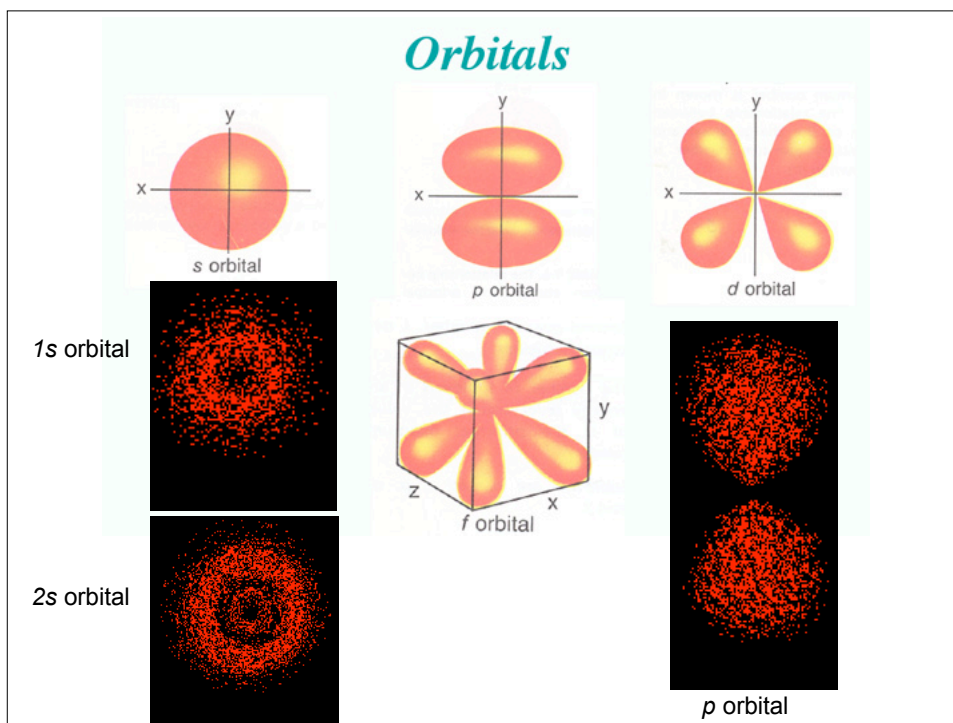 Orbitals
y
x
s orbital
y
x
p orbital
y
x
d orbital
1s orbital
y
z
x
f orbital
2s orbital
p orbital